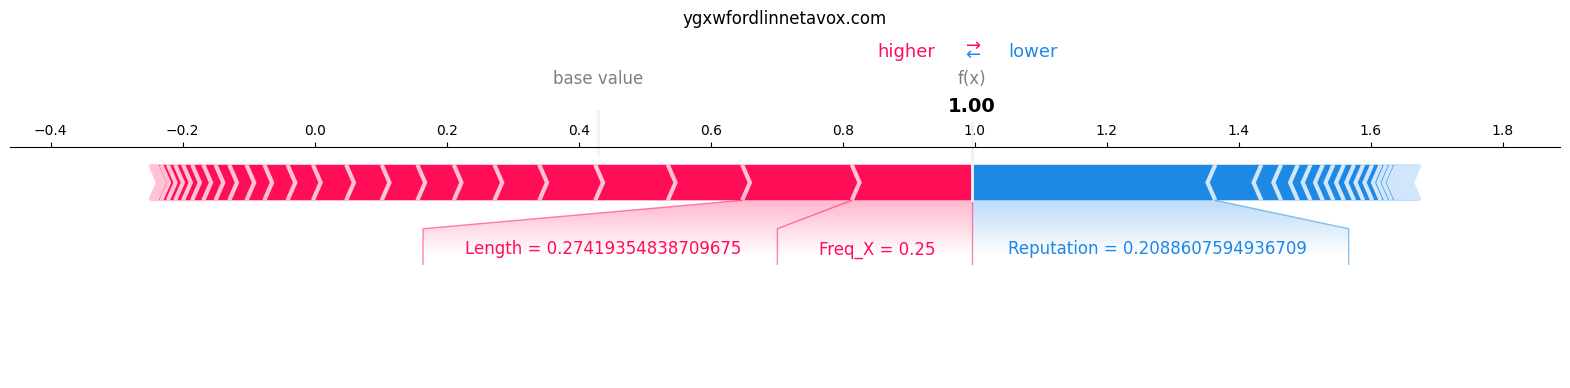 ygxwfordlinnetavox.com
higher ⇄ lower
base value f(x)
1.00
−0.4 −0.2 0.0 0.2 0.4 0.6 0.8 1.0 1.2 1.4 1.6 1.8
Length = 0.27419354838709675 Freq_X = 0.25 Reputation = 0.2088607594936709